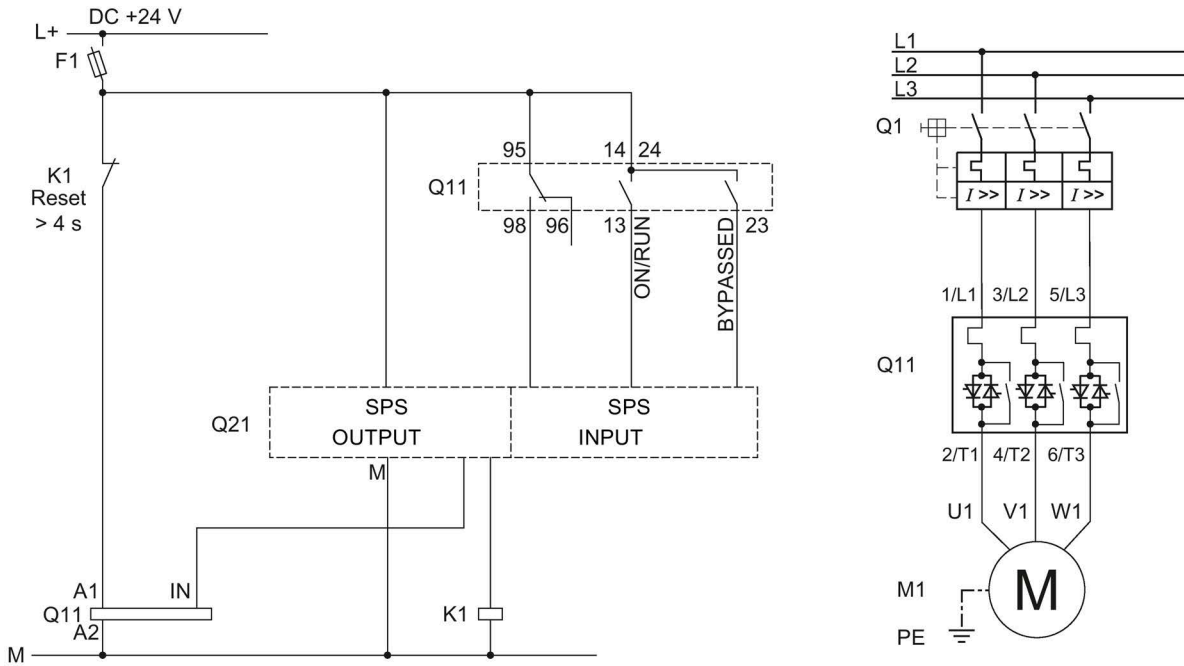 DC +24 V
L+
F1
K1
Reset
> 4 s
95
14
24
Q11
98
96
13
23
ON/RUN
BYPASSED
Q21
SPS
OUTPUT
SPS
INPUT
M
A1
IN
Q11
A2
K1
M
L1
L2
L3
Q1
I >>
I >>
I >>
1/L1
3/L2
5/L3
Q11
2/T1
4/T2
6/T3
U1
V1
W1
M
M1
PE